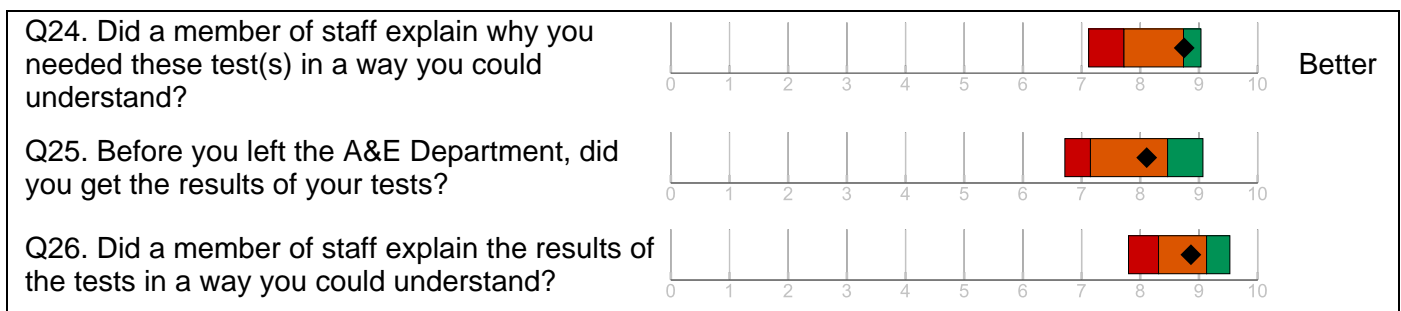 Q24. Did a member of staff explain why you
needed these test(s) in a way you could
understand?
Better
0 1 2 3 4 5 6 7 8 9 10
Q25. Before you left the A&E Department, did
you get the results of your tests?
0 1 2 3 4 5 6 7 8 9 10
Q26. Did a member of staff explain the results of
the tests in a way you could understand?
0 1 2 3 4 5 6 7 8 9 10